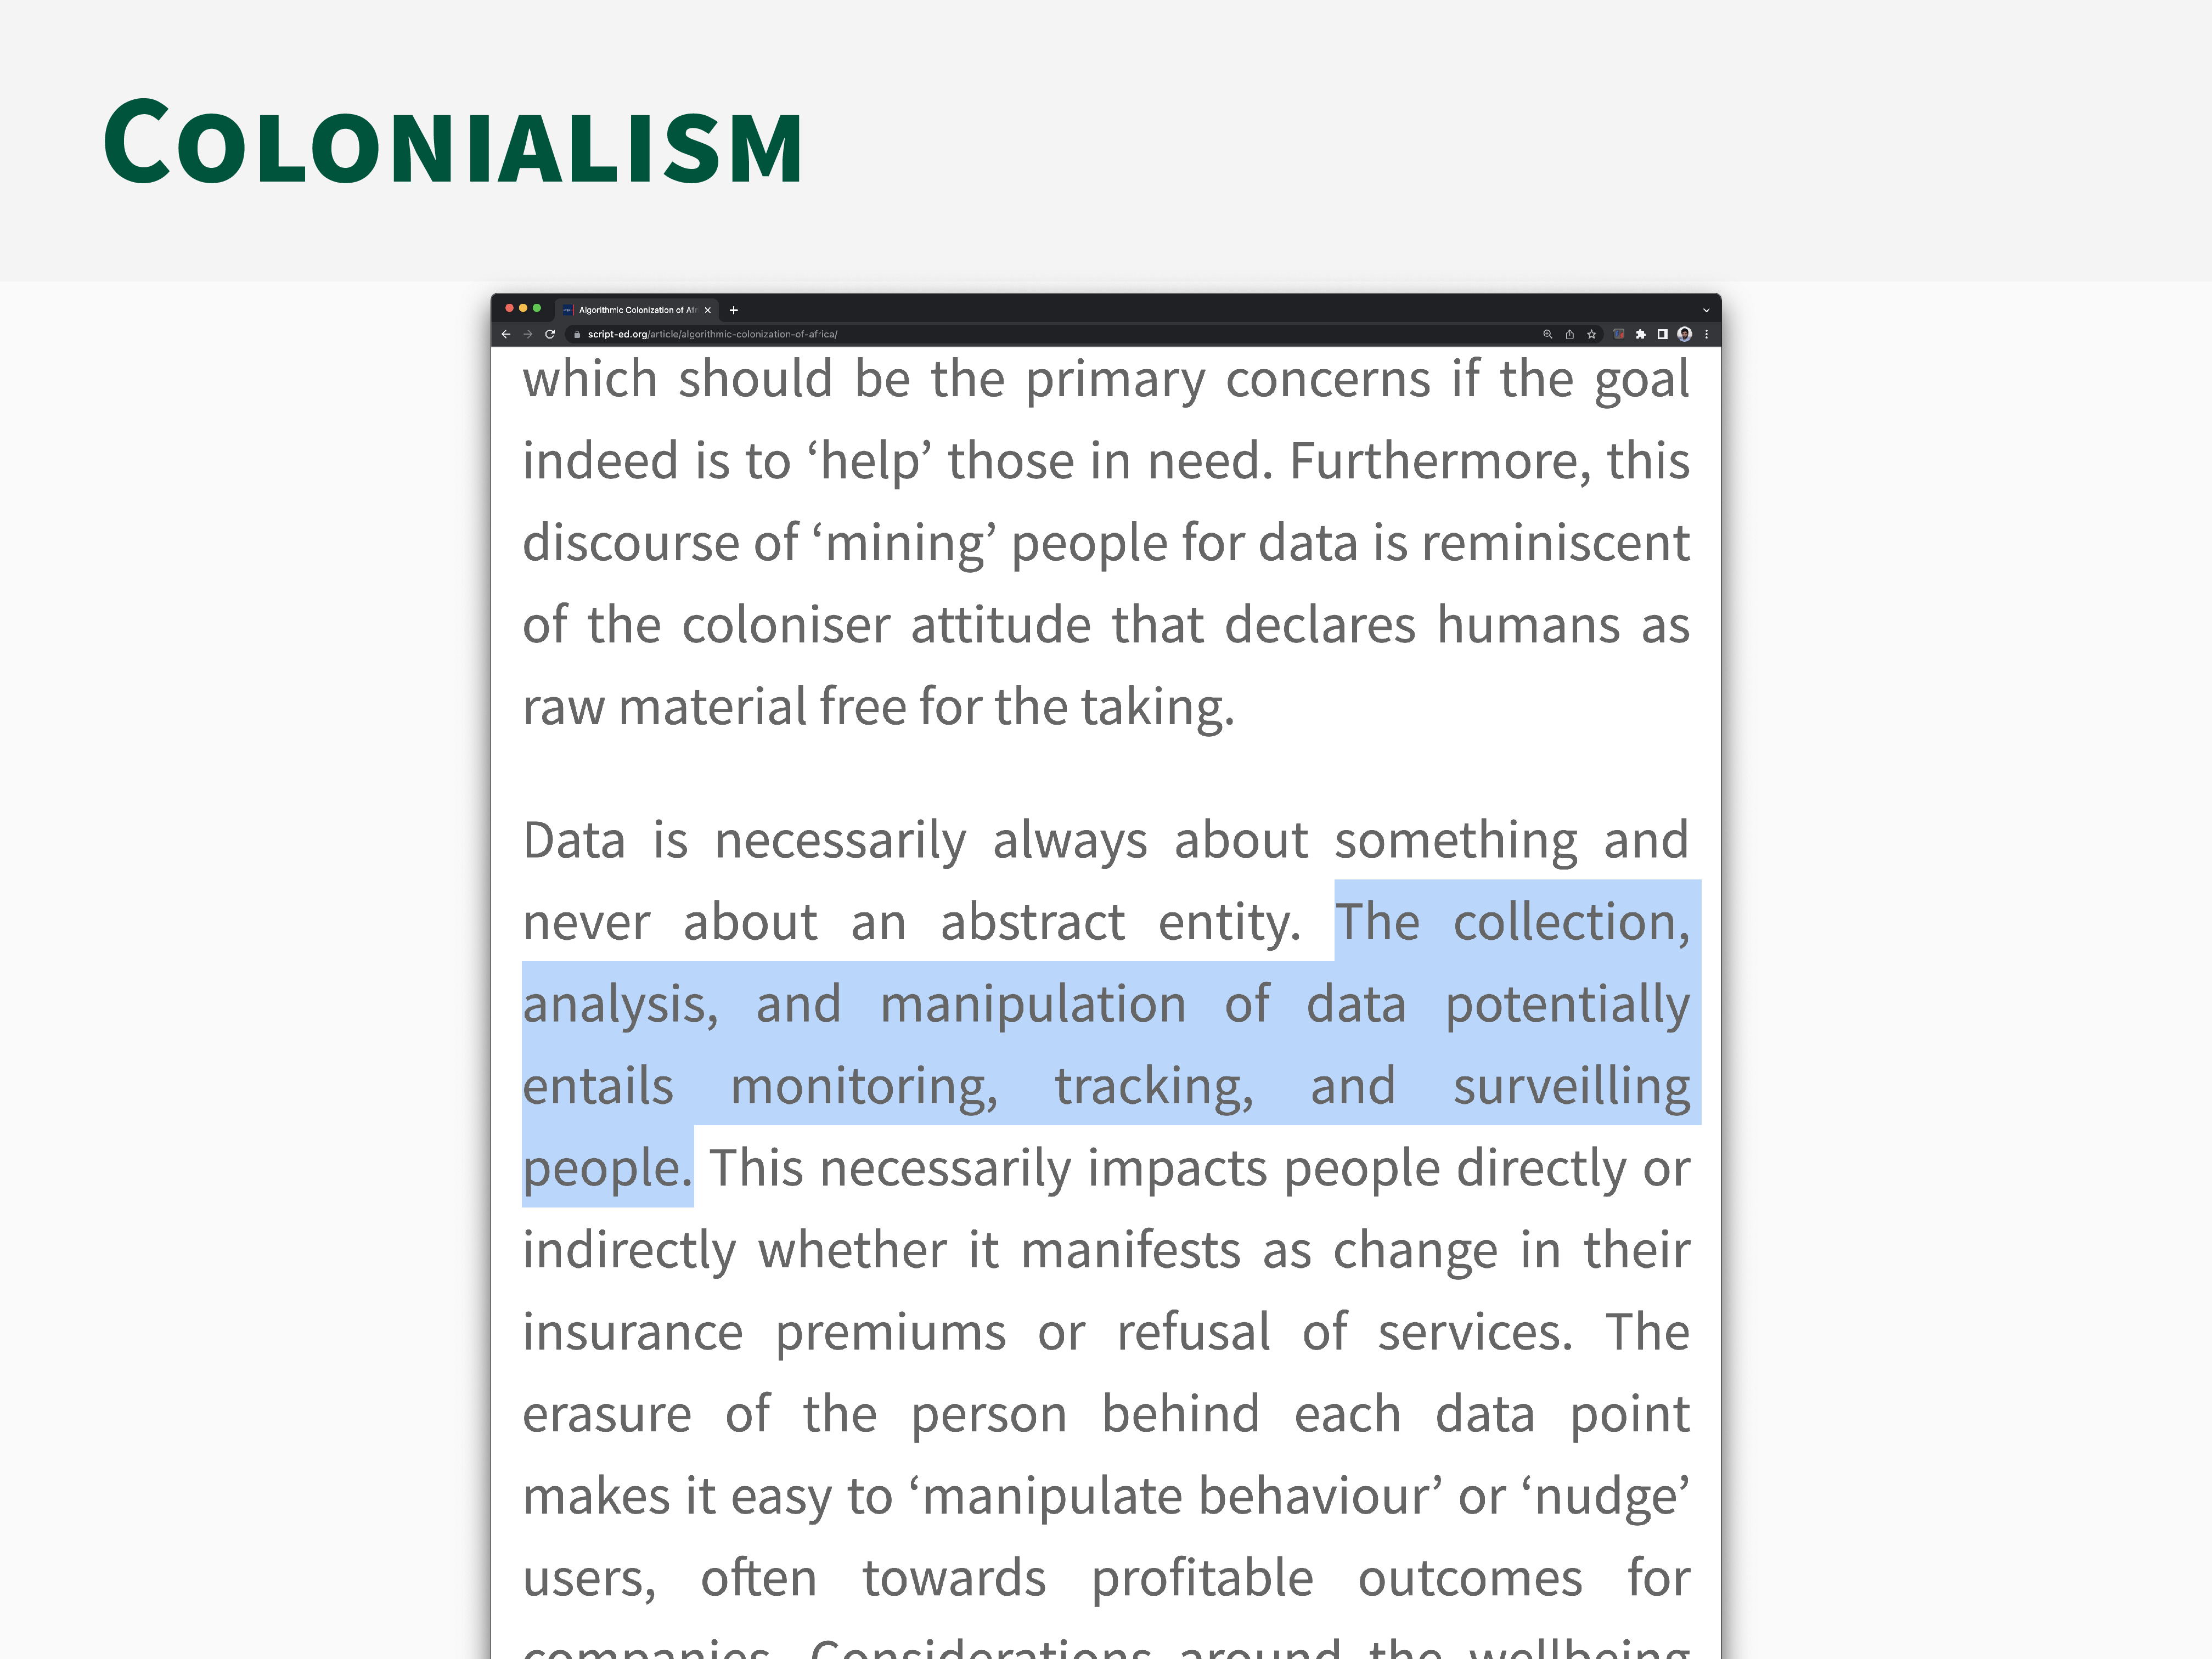 Colonialism
Algorithmic Colonization of Afr
script-ed.org/article/algorithmic-colonization-of-africa/
which should be the primary concerns if the goal
indeed is to ‘help’ those in need. Furthermore, this
discourse of ‘mining’ people for data is reminiscent
of the coloniser attitude that declares humans as
raw material free for the taking.
Data is necessarily always about something and
never about an abstract entity. The collection,
analysis, and manipulation of data potentially
entails monitoring, tracking, and surveilling
people. This necessarily impacts people directly or
indirectly whether it manifests as change in their
insurance premiums or refusal of services. The
erasure of the person behind each data point
makes it easy to ‘manipulate behaviour’ or ‘nudge’
users, often towards profitable outcomes for
companies. Considerations around the wellbeing